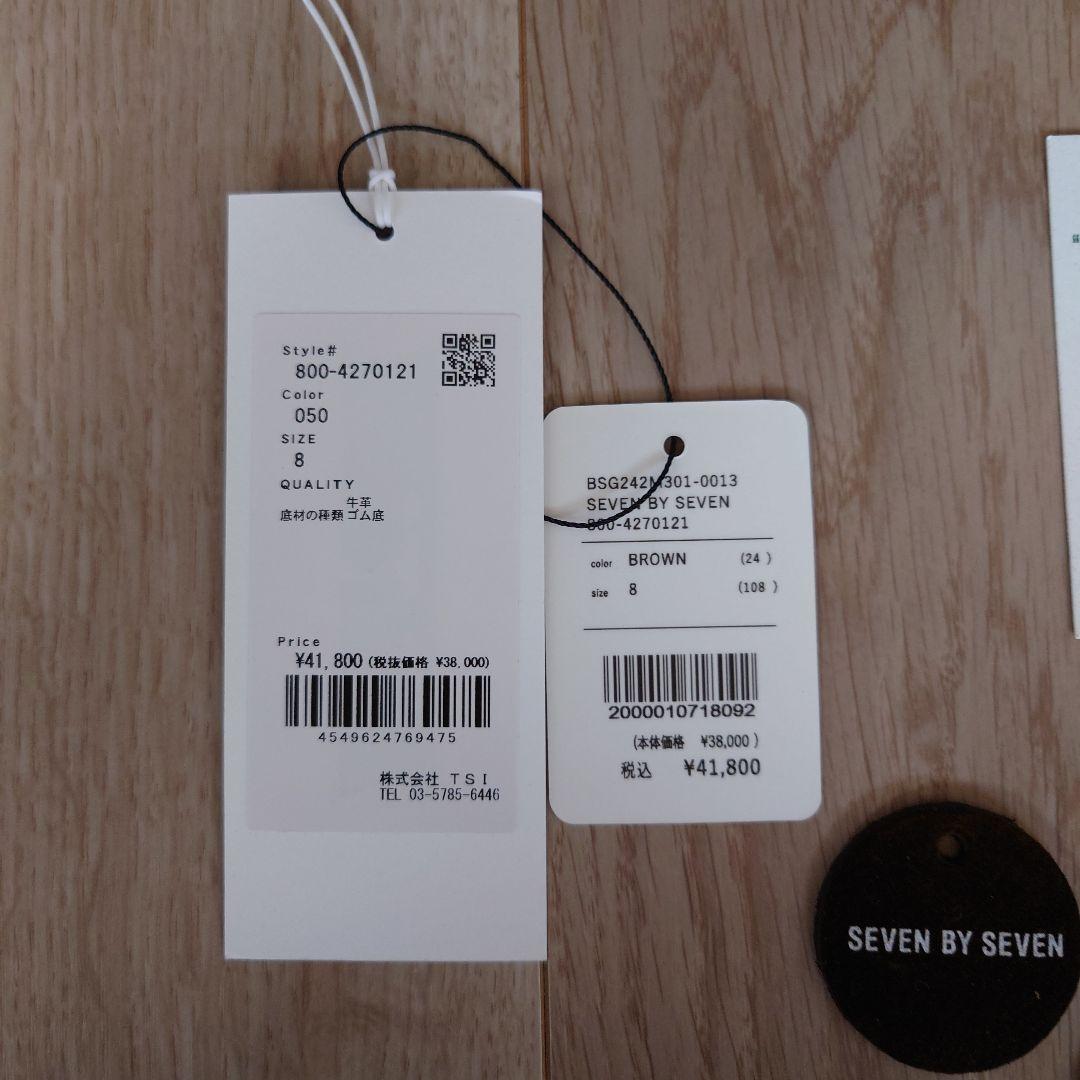 Style#
800-4270121
Color
050
SIZE
8
QUALITY
牛革
底材の種類 ゴム底
Price
¥41,800 (税抜価格 ¥38,000)
4549624769475
株式会社 TSI
TEL 03-5785-6446
BSG242M301-0013
SEVEN BY SEVEN
800-4270121
color BROWN (24 )
size 8 (108 )
2000010718092
(本体価格 ¥38,000 )
税込 ¥41,800
SEVEN BY SEVEN